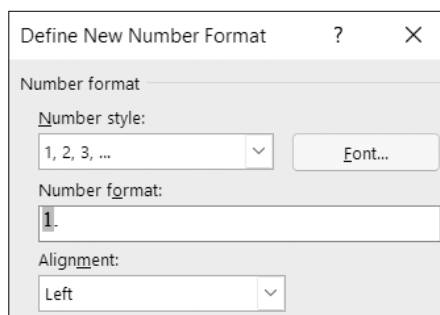 Define New Number Format ? ×
Number format
Number style:
1, 2, 3, ...
Font...
Number format:
1.
Alignment:
Left